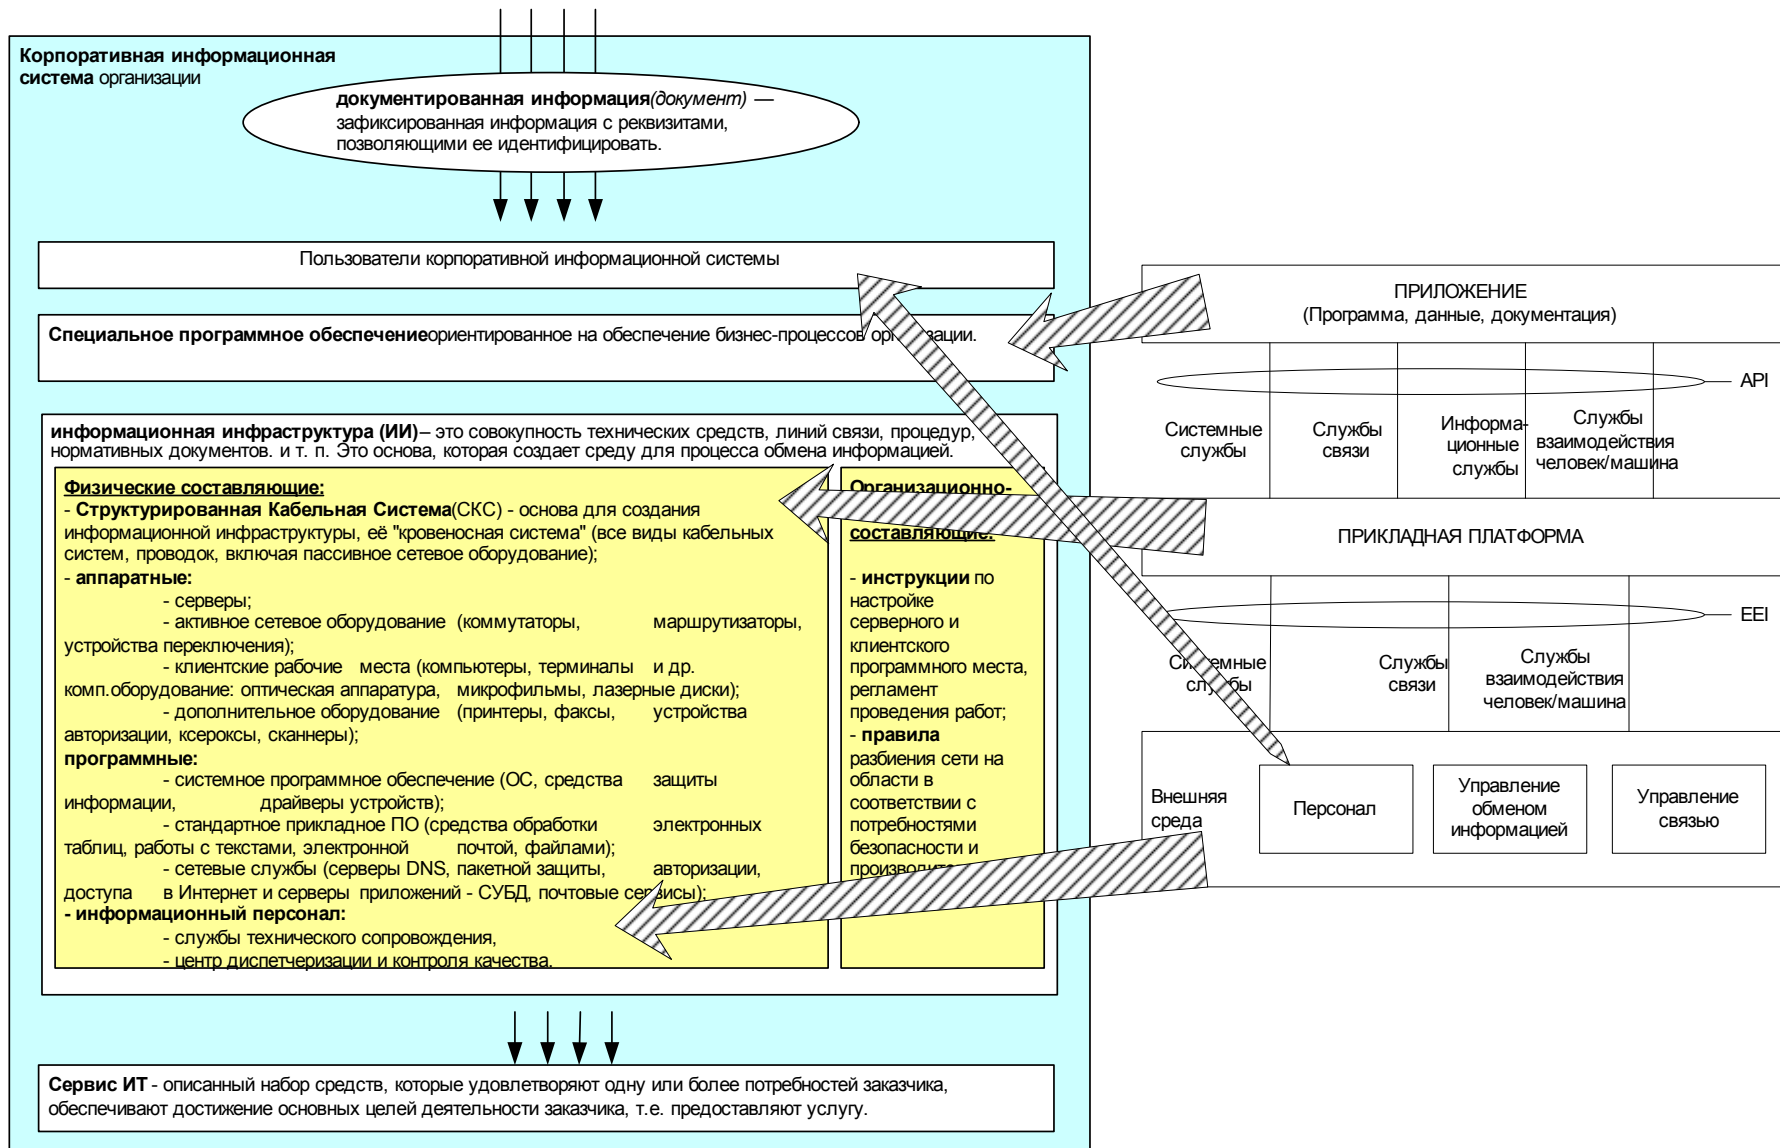 Корпоративная информационная
система организации
документированная информация(документ) —
зафиксированная информация с реквизитами,
позволяющими ее идентифицировать.
Пользователи корпоративной информационной системы
Специальное программное обеспечениеориентированное на обеспечение бизнес-процессов
информационная инфраструктура (ИИ)– это совокупность технических средств, линий связи, процедур,
нормативных документов. и т. п. Это основа, которая создает среду для процесса обмена информацией.
Физические составляющие:
- Структурированная Кабельная Система(СКС) - основа для создания
информационной инфраструктуры, её "кровеносная система" (все виды кабельных
систем, проводок, включая пассивное сетевое оборудование);
- аппаратные:
- серверы;
- активное сетевое оборудование (коммутаторы, маршрутизаторы,
устройства переключения);
- клиентские рабочие места (компьютеры, терминалы и др.
комп.оборудование: оптическая аппаратура, микрофильмы, лазерные диски);
- дополнительное оборудование (принтеры, факсы, устройства
авторизации, ксероксы, сканнеры);
программные:
- системное программное обеспечение (ОС, средства защиты
информации, драйверы устройств);
- стандартное прикладное ПО (средства обработки электронных
таблиц, работы с текстами, электронной почтой, файлами);
- сетевые службы (серверы DNS, пакетной защиты, авторизации,
доступа в Интернет и серверы приложений - СУБД, почтовые сервисы);
- информационный персонал:
- службы технического сопровождения,
- центр диспетчеризации и контроля качества.
Организационно-
составляющие:
- инструкции по
настройке
серверного и
клиентского
программного места,
регламент
проведения работ;
- правила
разбиения сети на
области в
соответствии с
потребностями
безопасности и
Сервис ИТ - описанный набор средств, которые удовлетворяют одну или более потребностей заказчика,
обеспечивают достижение основных целей деятельности заказчика, т.е. предоставляют услугу.
ПРИЛОЖЕНИЕ
(Программа, данные, документация)
API
Системные
службы
Службы
связи
Информа-
ционные
службы
Службы
взаимодействия
человек/машина
ПРИКЛАДНАЯ ПЛАТФОРМА
EEI
Системные
службы
Службы
связи
Службы
взаимодействия
человек/машина
Внешняя
среда
Персонал
Управление
обменом
информацией
Управление
связью